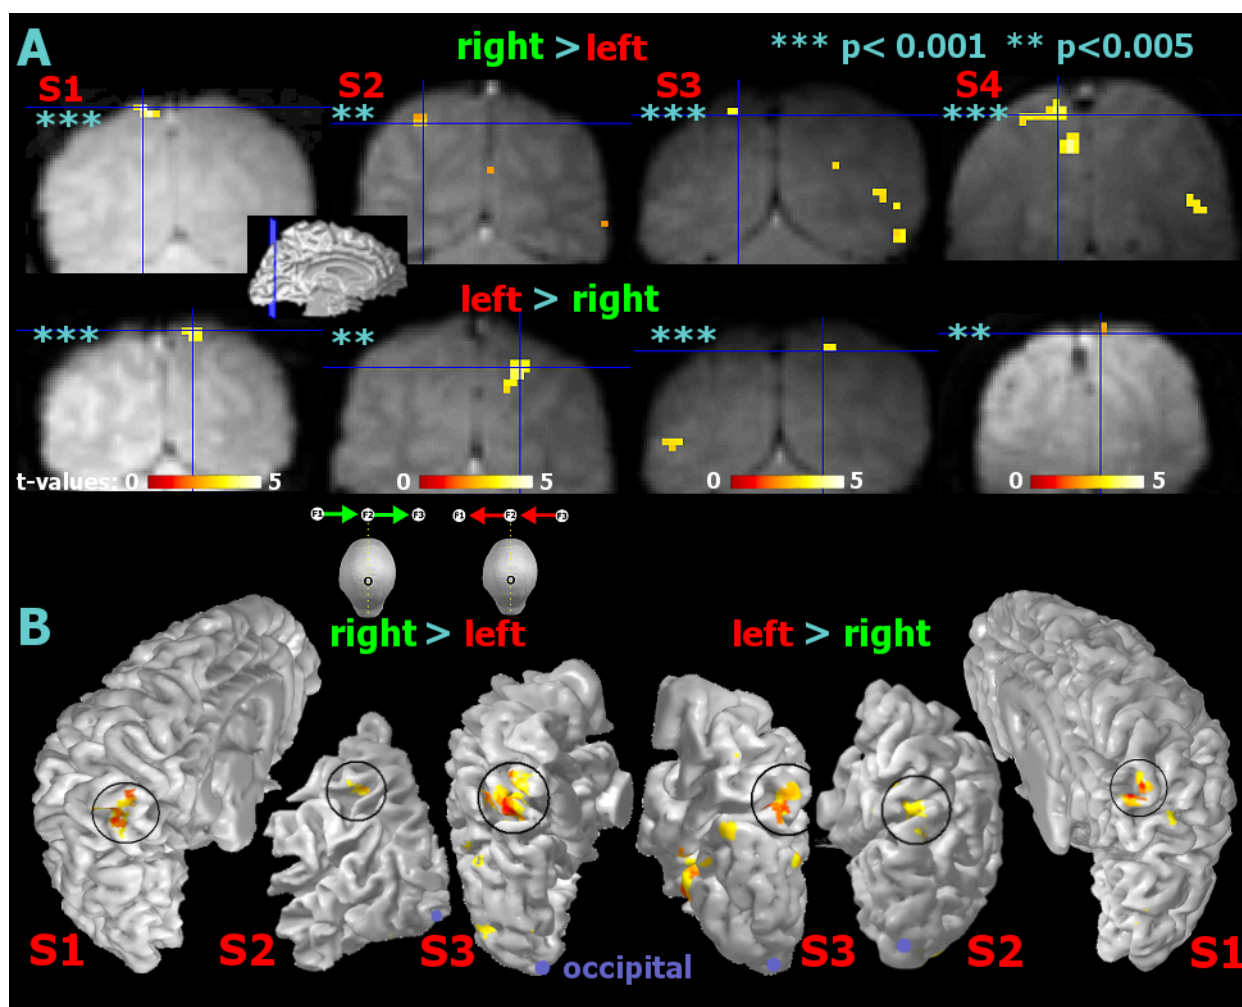 A
right > left
*** p< 0.001 ** p<0.005
S1
S2
S3
S4
***
**
***
***
left > right
***
**
***
**
t-values: 0 5
0 5
0 5
0 5
F1 F2 F3
F1 F2 F3
O
O
B
right > left
left > right
S1
S2
S3
occipital
S3
S2
S1